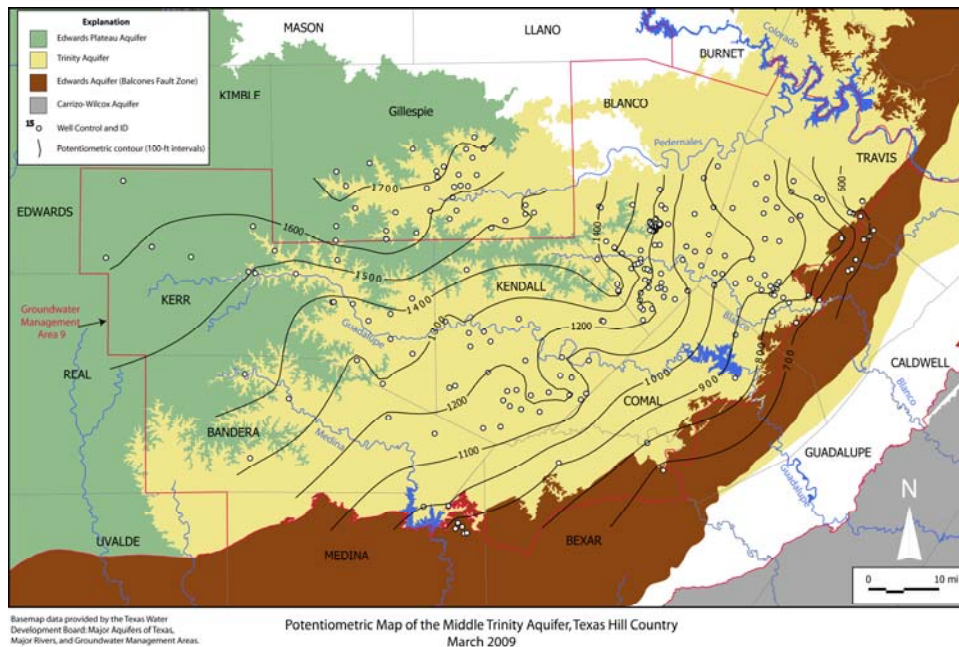 Explanation
Edwards Plateau Aquifer
Trinity Aquifer
Edwards Aquifer (Balcones Fault Zone)
Carrizo-Wilcox Aquifer
15 Well Control and ID
Potentiometric contour (100-ft intervals)
MASON
LLANO
BURNET
Colorado
KIMBLE
Gillespie
BLANCO
Pedernales
TRAVIS
EDWARDS
1700
1600
1500
1400
500
KERR
KENDALL
1400
1300
Groundwater
Management
Area 9
Guadalupe
1200
Blanco
REAL
1000
900
800
700
CALDWELL
COMAL
Blanco
BANDERA
1200
Medina
1100
GUADALUPE
Guadalupe
N
UVALDE
MEDINA
BEXAR
0 10 mi
Basemap data provided by the Texas Water
Development Board: Major Aquifers of Texas,
Major Rivers, and Groundwater Management Areas.
Potentiometric Map of the Middle Trinity Aquifer, Texas Hill Country
March 2009